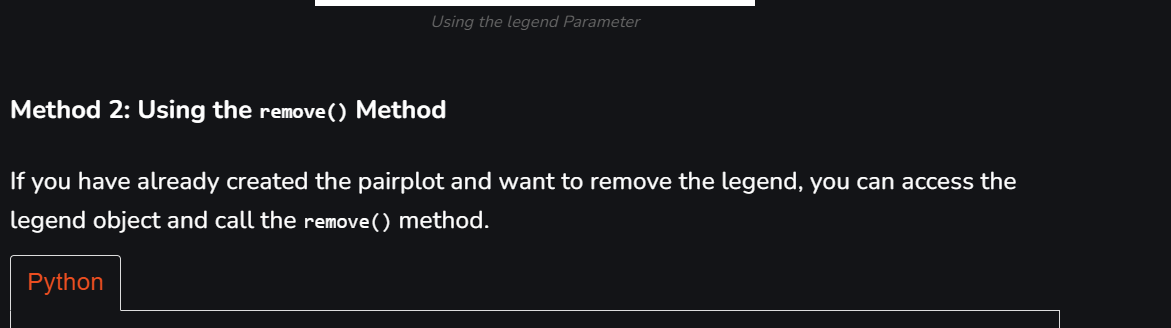 Using the legend Parameter
Method 2: Using the remove() Method
If you have already created the pairplot and want to remove the legend, you can access the
legend object and call the remove() method.
Python